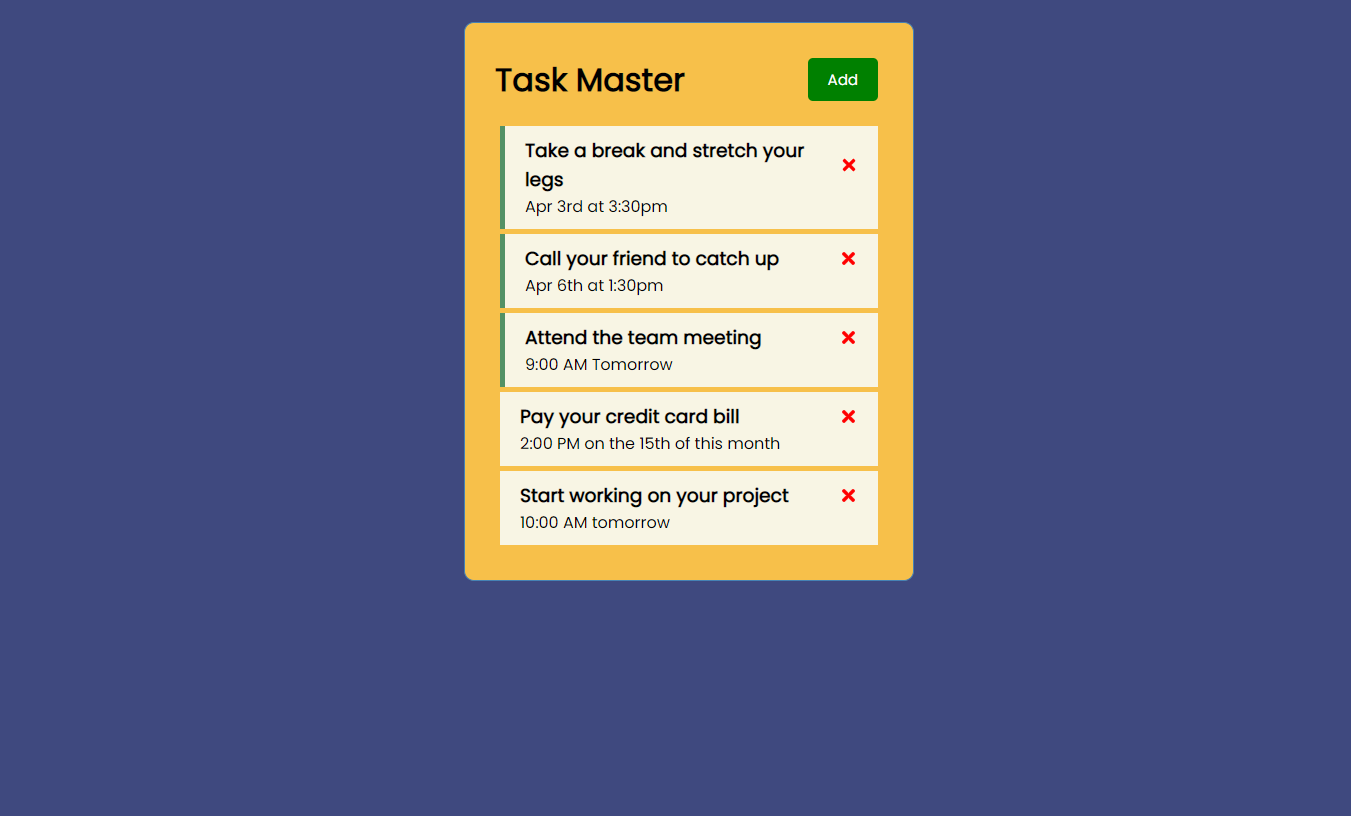 Task Master
Add
Take a break and stretch your
legs
Apr 3rd at 3:30pm
Call your friend to catch up
Apr 6th at 1:30pm
Attend the team meeting
9:00 AM Tomorrow
Pay your credit card bill
2:00 PM on the 15th of this month
Start working on your project
10:00 AM tomorrow